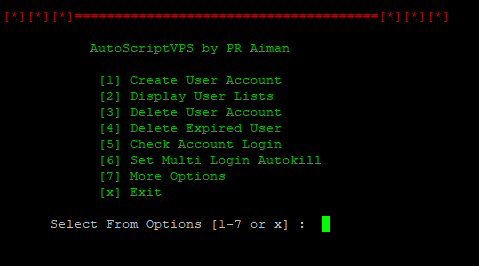 [*][*][*]======================================[*][*][*]
AutoScriptVPS by PR Aiman
[1] Create User Account
[2] Display User Lists
[3] Delete User Account
[4] Delete Expired User
[5] Check Account Login
[6] Set Multi Login Autokill
[7] More Options
[x] Exit
Select From Options [1-7 or x] :